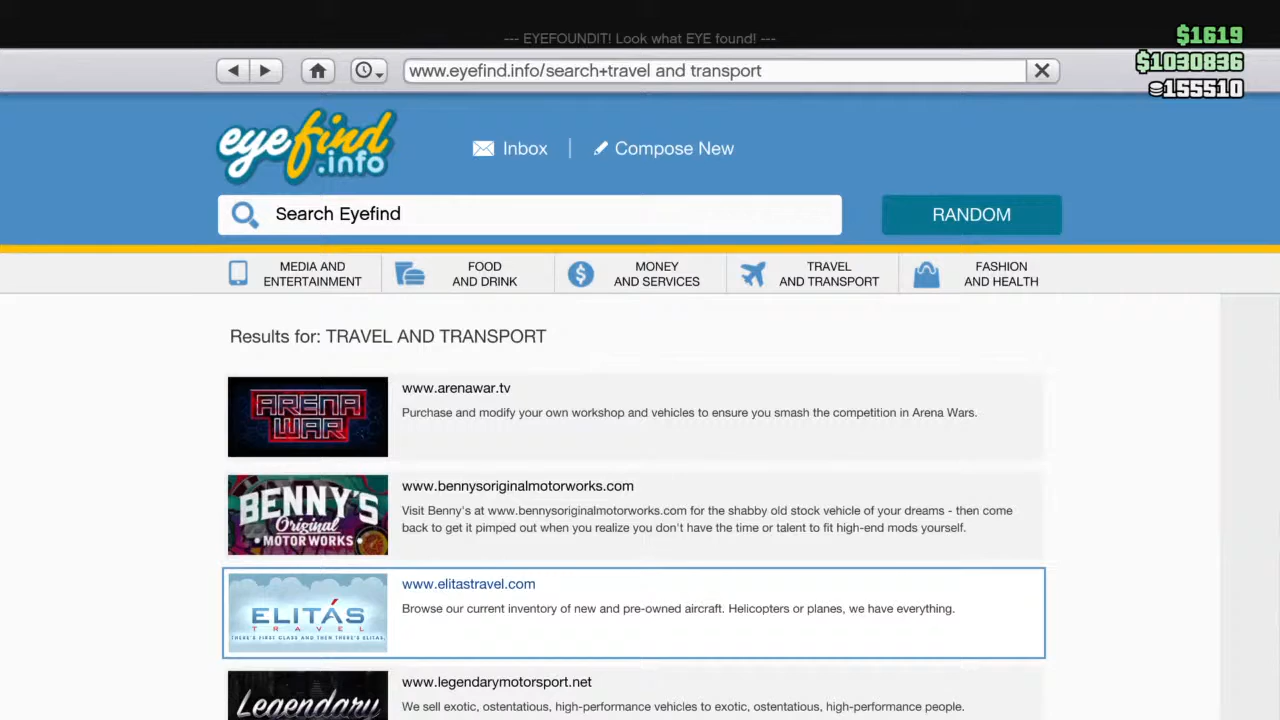 --- EYEFOUNDIT! Look what EYE found! ---
$1619
$1030836
155510
www.eyefind.info/search+travel and transport
eyefind
.info
Inbox
Compose New
Search Eyefind
RANDOM
MEDIA AND
ENTERTAINMENT
FOOD
AND DRINK
MONEY
AND SERVICES
TRAVEL
AND TRANSPORT
FASHION
AND HEALTH
Results for: TRAVEL AND TRANSPORT
ARENA
WAR
www.arenawar.tv
Purchase and modify your own workshop and vehicles to ensure you smash the competition in Arena Wars.
BENNY'S
Original
MOTOR WORKS
www.bennysoriginalmotorworks.com
Visit Benny's at www.bennysoriginalmotorworks.com for the shabby old stock vehicle of your dreams - then come
back to get it pimped out when you realize you don't have the time or talent to fit high-end mods yourself.
ELITÁS
TRAVEL
THERE'S FIRST CLASS AND THEN THERE'S ELITAS.
www.elitastravel.com
Browse our current inventory of new and pre-owned aircraft. Helicopters or planes, we have everything.
Legendary
www.legendarymotorsport.net
We sell exotic, ostentatious, high-performance vehicles to exotic, ostentatious, high-performance people.